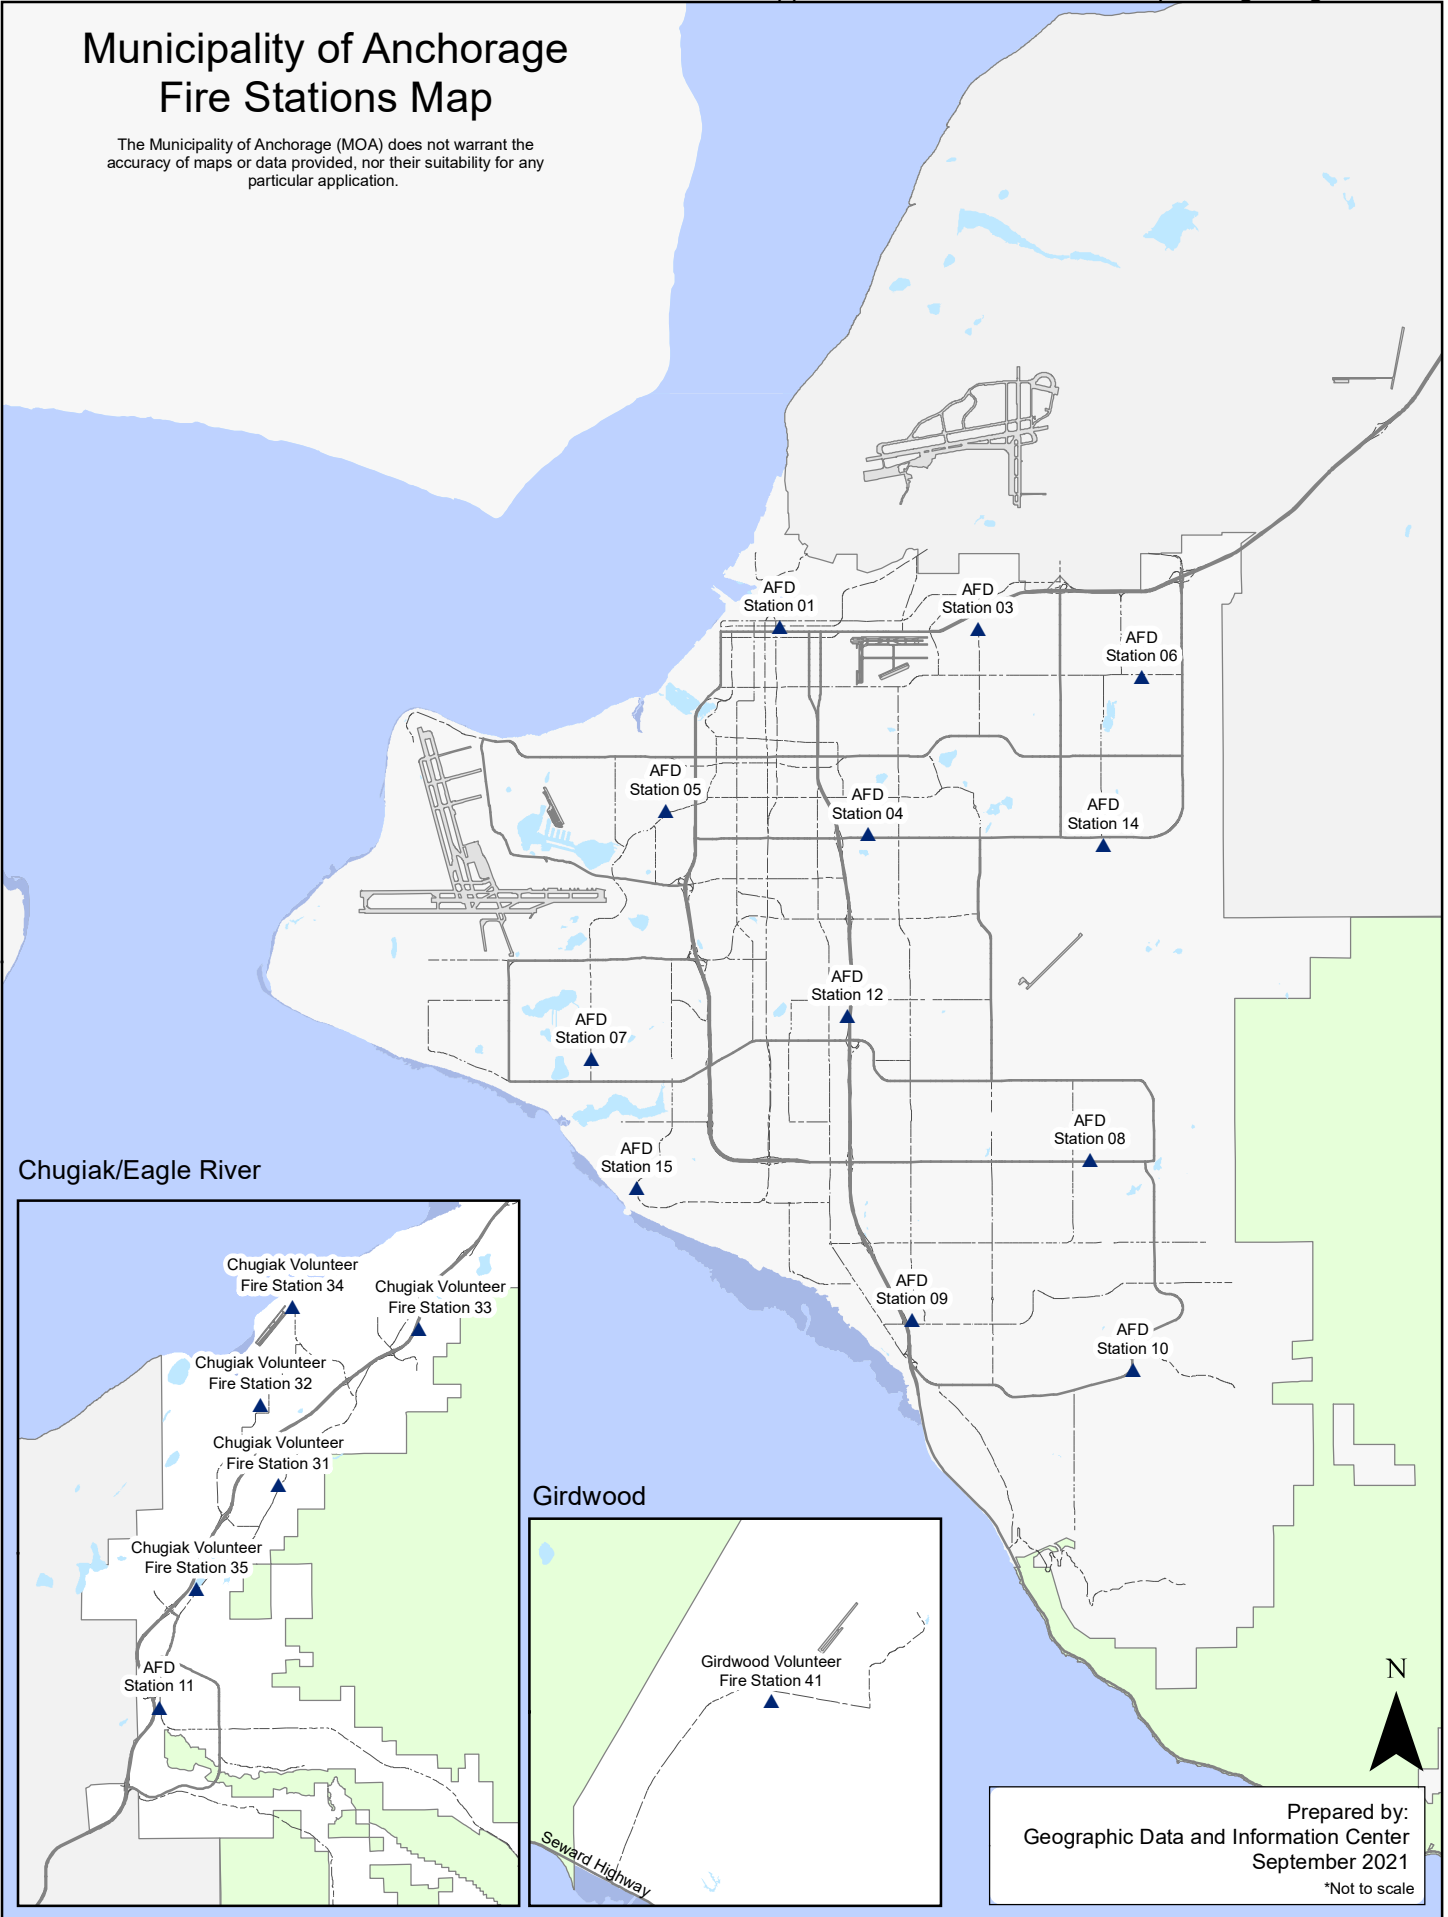 Municipality of Anchorage
Fire Stations Map
The Municipality of Anchorage (MOA) does not warrant the
accuracy of maps or data provided, nor their suitability for any
particular application.
AFD
Station 01
AFD
Station 03
AFD
Station 06
AFD
Station 05
AFD
Station 04
AFD
Station 14
AFD
Station 12
AFD
Station 07
AFD
Station 08
AFD
Station 15
AFD
Station 09
AFD
Station 10
Chugiak/Eagle River
Chugiak Volunteer
Fire Station 34
Chugiak Volunteer
Fire Station 33
Chugiak Volunteer
Fire Station 32
Chugiak Volunteer
Fire Station 31
Chugiak Volunteer
Fire Station 35
AFD
Station 11
Girdwood
Girdwood Volunteer
Fire Station 41
Seward Highway
N
Prepared by:
Geographic Data and Information Center
September 2021
*Not to scale